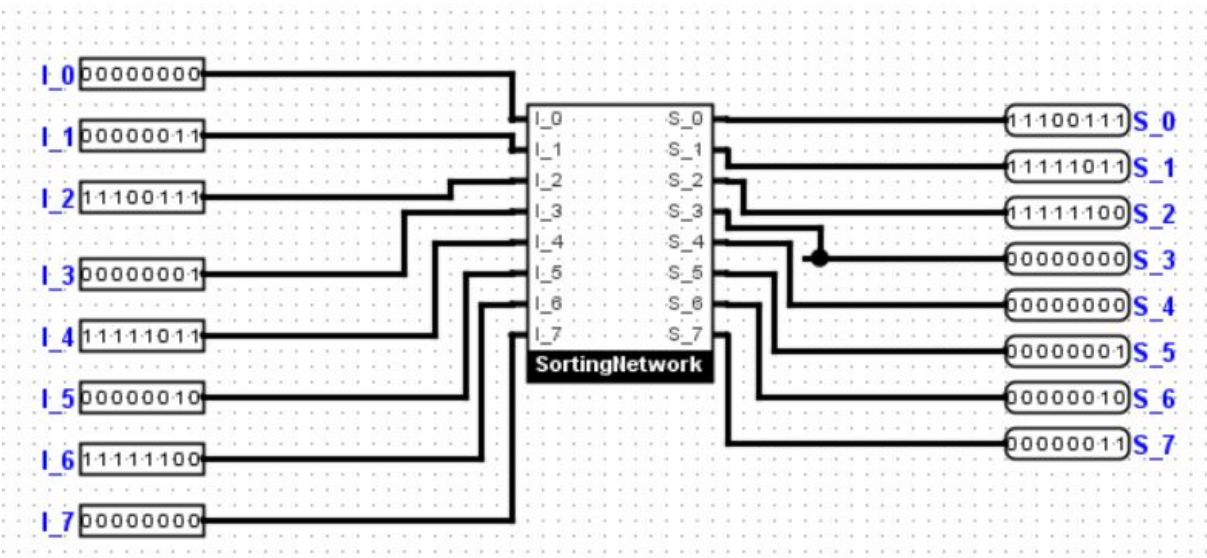 I_0 00000000
I_1 00000011
I_2 11100111
I_3 00000001
I_4 11111011
I_5 00000010
I_6 11111100
I_7 00000000
I_0 S_0
I_1 S_1
I_2 S_2
I_3 S_3
I_4 S_4
I_5 S_5
I_6 S_6
I_7 S_7
SortingNetwork
11100111 S_0
11111011 S_1
11111100 S_2
00000000 S_3
00000000 S_4
00000001 S_5
00000010 S_6
00000011 S_7